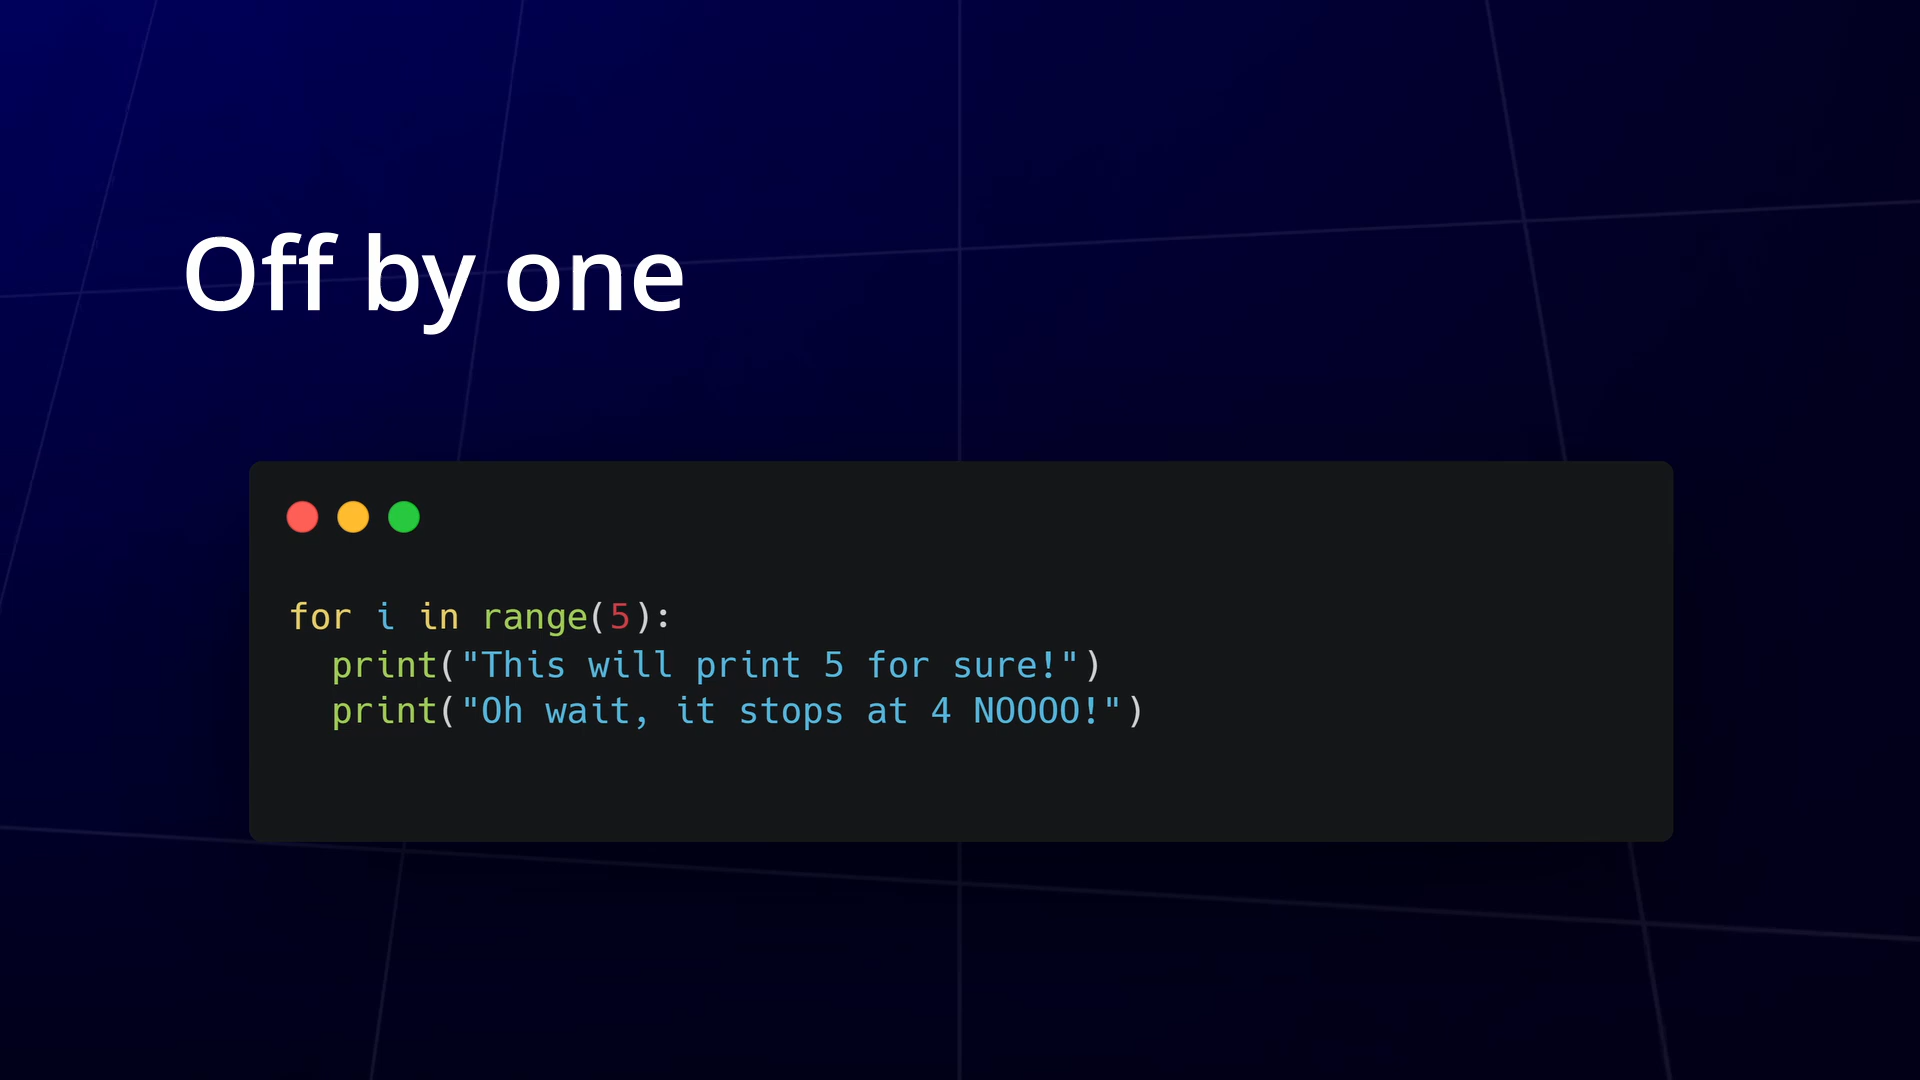 Off by one
for i in range(5):
  print("This will print 5 for sure!")
  print("Oh wait, it stops at 4 NOOOO!")